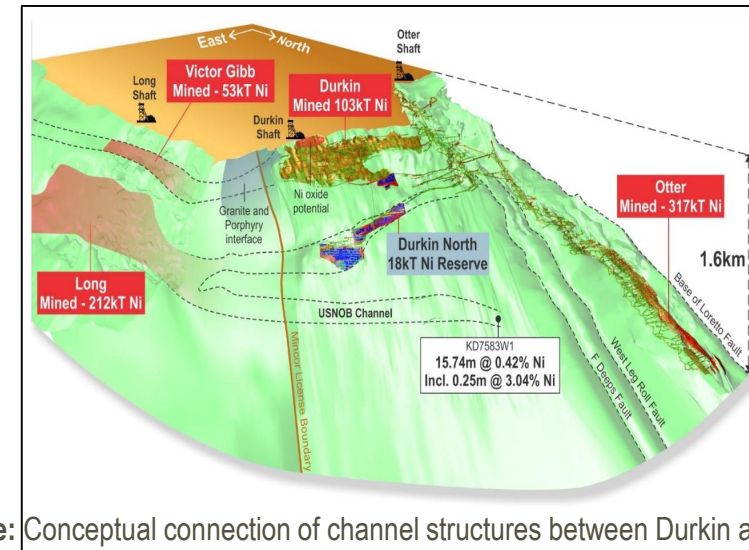 East
North
Otter
Shaft
Long
Shaft
Victor Gibb
Mined - 53kT Ni
Durkin
Shaft
Durkin
Mined 103kT Ni
Granite and
Porphyry
interface
Ni oxide
potential
Otter
Mined - 317kT Ni
1.6km
Durkin North
18kT Ni Reserve
Long
Mined - 212kT Ni
USNOB Channel
KD7583W1
15.74m @ 0.42% Ni
Incl. 0.25m @ 3.04% Ni
Mincor License Boundary
F Deeps Fault
West Leg Roll Fault
Base of Loretto Fault
e: Conceptual connection of channel structures between Durkin a